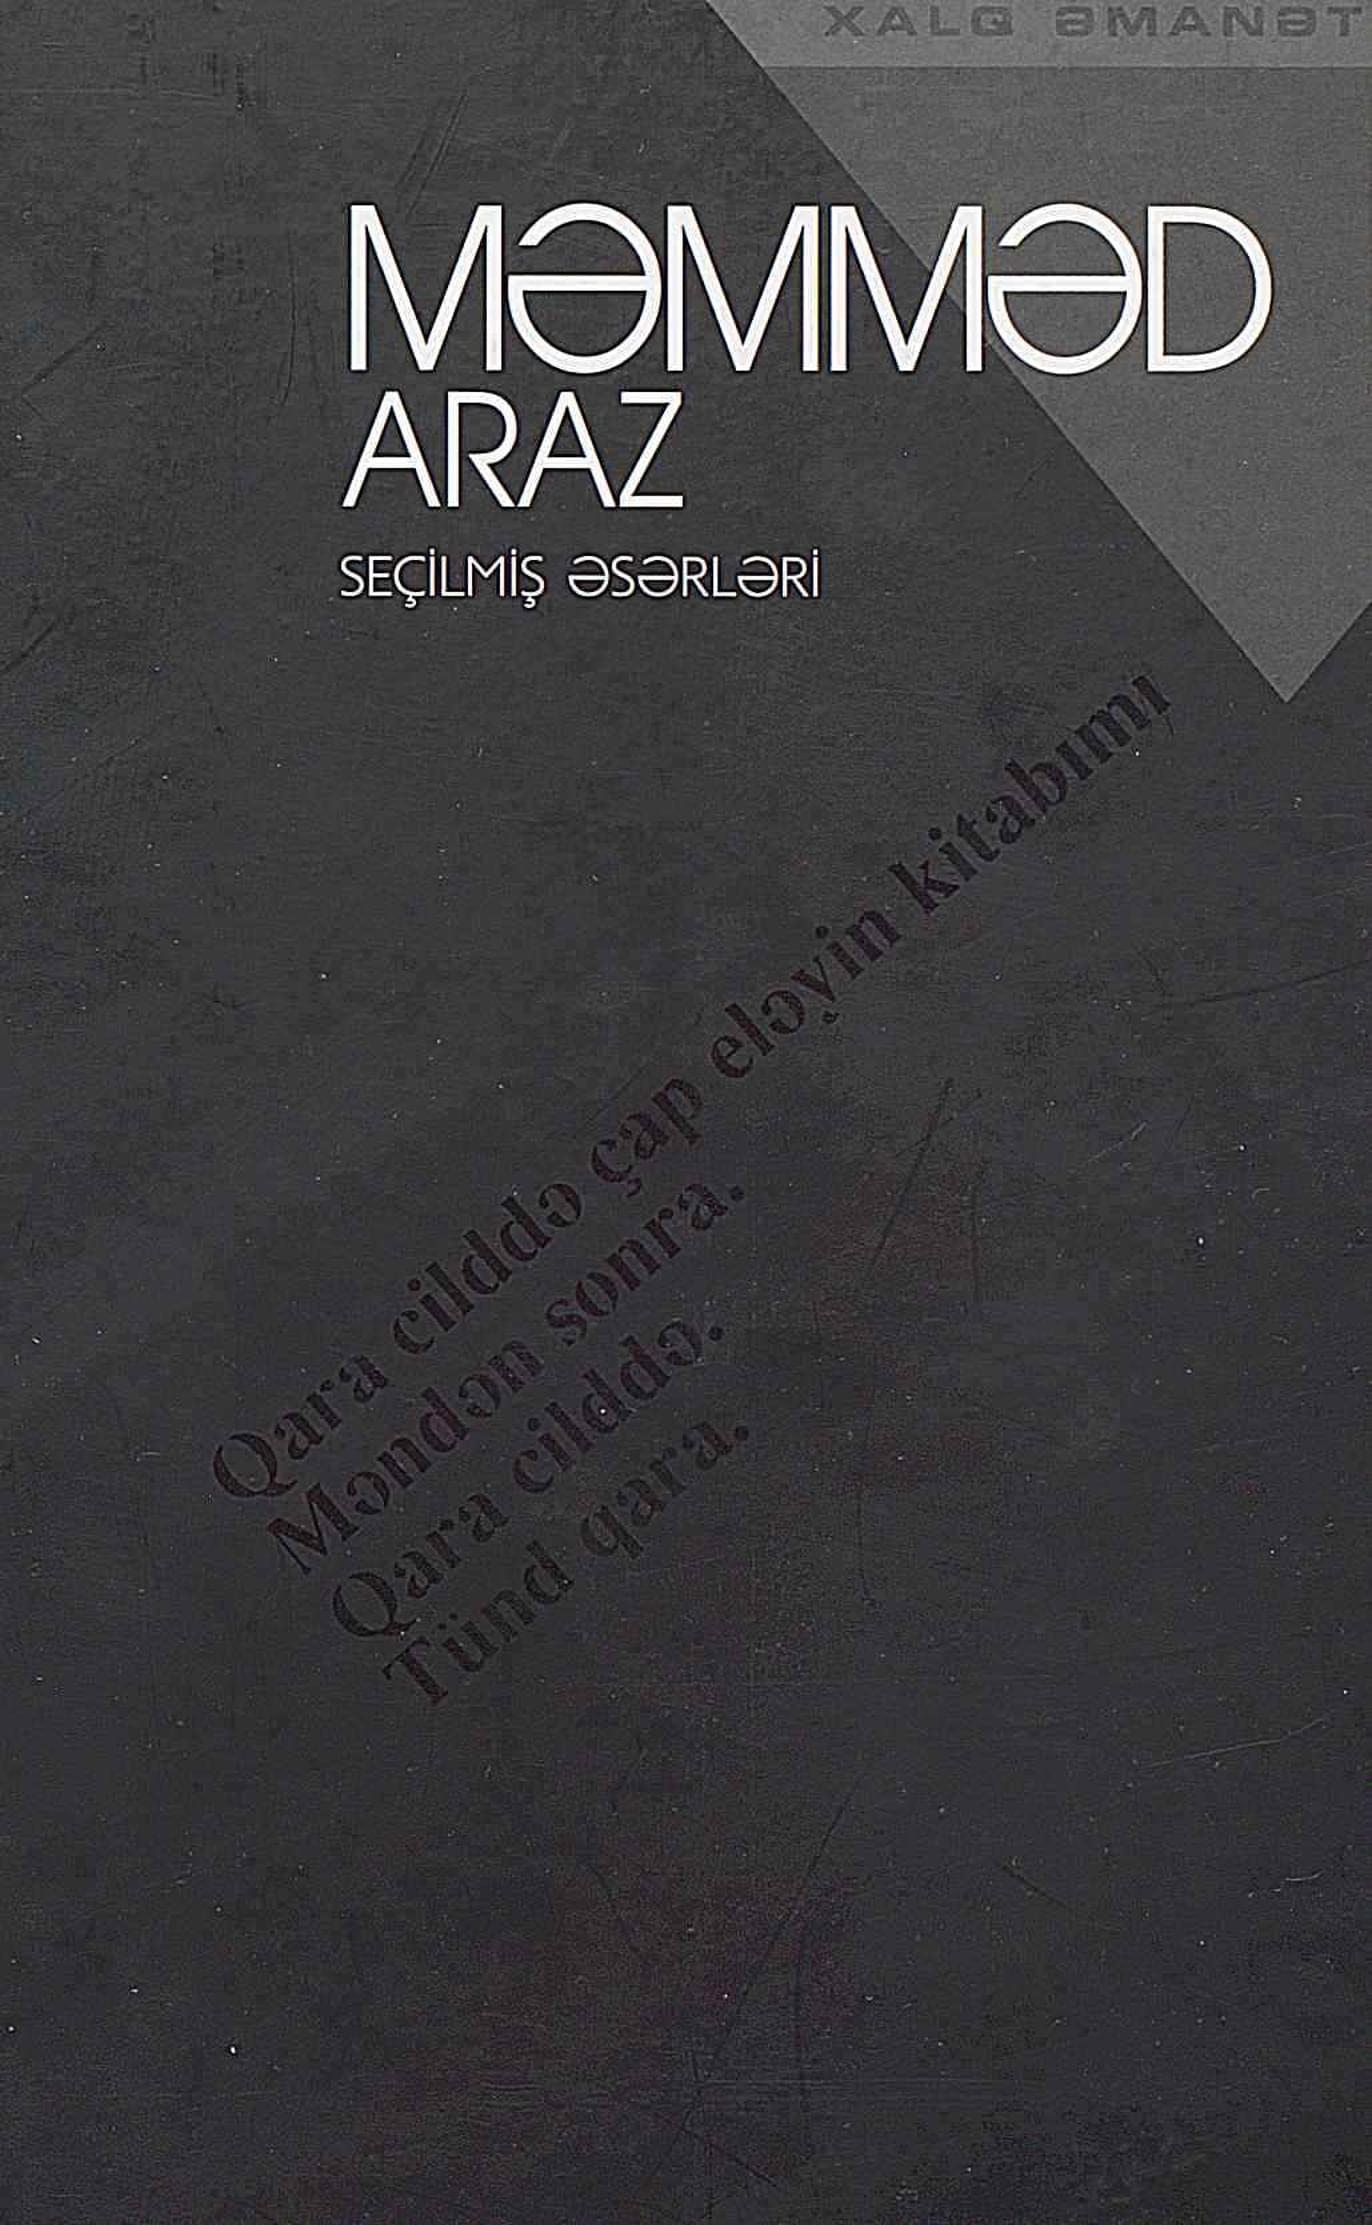 XALQ ƏMANƏT
MƏMMƏD
ARAZ
SEÇİLMİŞ ƏSƏRLƏRİ
Qara cilddə çap eləyin kitabımı
Məndən sonra.
Qara cilddə.
Tünd qara.